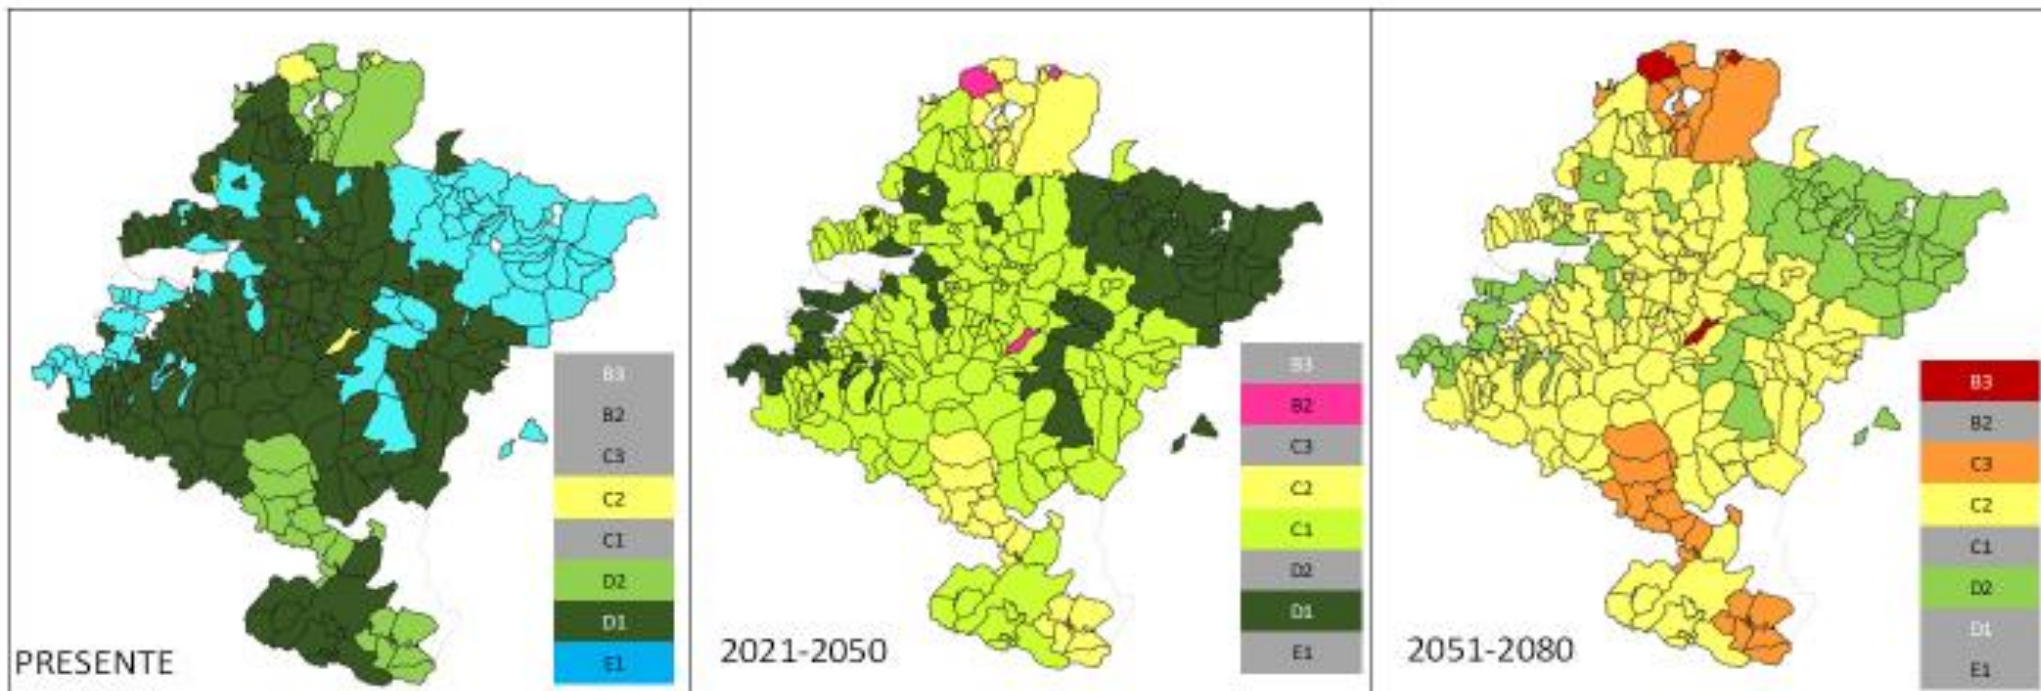 B3
B2
C3
C2
C1
D2
D1
E1
PRESENTE
B3
B2
C3
C2
C1
D2
D1
E1
2021-2050
B3
B2
C3
C2
C1
D2
D1
E1
2051-2080